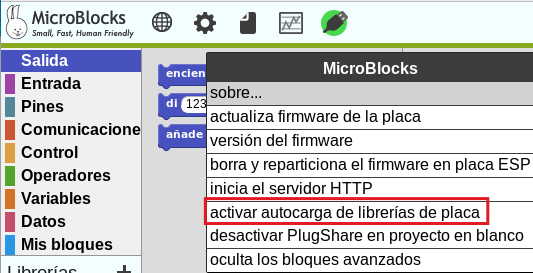 MicroBlocks
Small, Fast, Human Friendly
Salida
Entrada
Pines
Comunicacione
Control
Operadores
Variables
Datos
Mis bloques
Librerías +
encien
di 123
añade
MicroBlocks
sobre...
actualiza firmware de la placa
versión del firmware
borra y reparticiona el firmware en placa ESP
inicia el servidor HTTP
activar autocarga de librerías de placa
desactivar PlugShare en proyecto en blanco
oculta los bloques avanzados